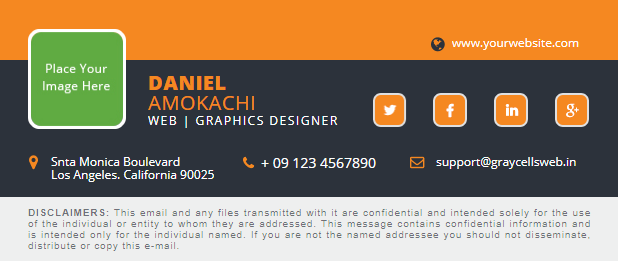 www.yourwebsite.com
Place Your
Image Here
DANIEL
AMOKACHI
WEB | GRAPHICS DESIGNER
Snta Monica Boulevard
Los Angeles. California 90025
+ 09 123 4567890
support@graycellsweb.in
DISCLAIMERS: This email and any files transmitted with it are confidential and intended solely for the use
of the individual or entity to whom they are addressed. This message contains confidential information and
is intended only for the individual named. If you are not the named addressee you should not disseminate,
distribute or copy this e-mail.